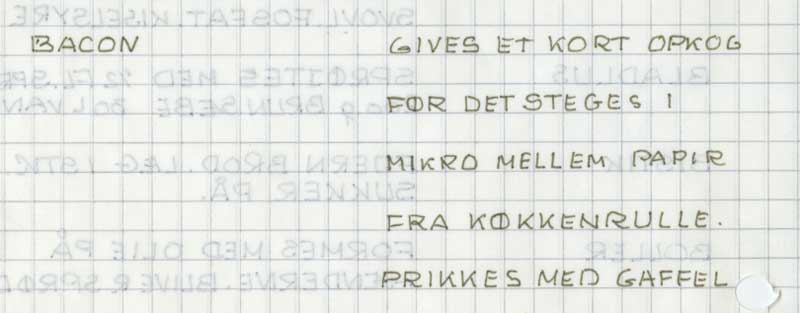 BACON GIVES ET KORT OPKOG
FØR DET STEGES I
MIKRO MELLEM PAPIR
FRA KØKKENRULLE.
PRIKKES MED GAFFEL